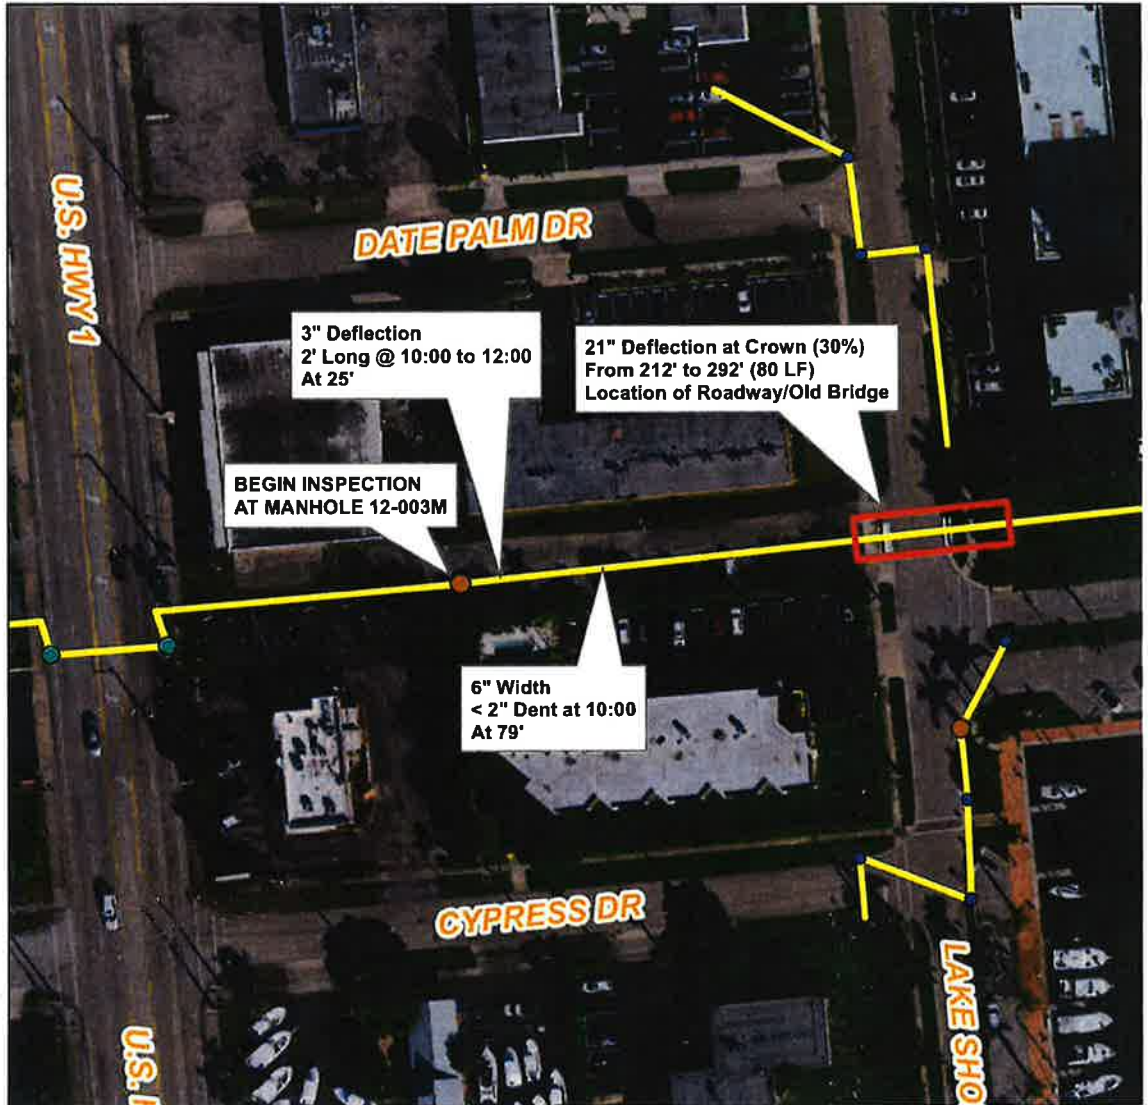 U.S. HWY 1
DATE PALM DR
3" Deflection
2' Long @ 10:00 to 12:00
At 25'
21" Deflection at Crown (30%)
From 212' to 292' (80 LF)
Location of Roadway/Old Bridge
BEGIN INSPECTION
AT MANHOLE 12-003M
6" Width
< 2" Dent at 10:00
At 79'
CYPRESS DR
LAKE SHO
U.S. H